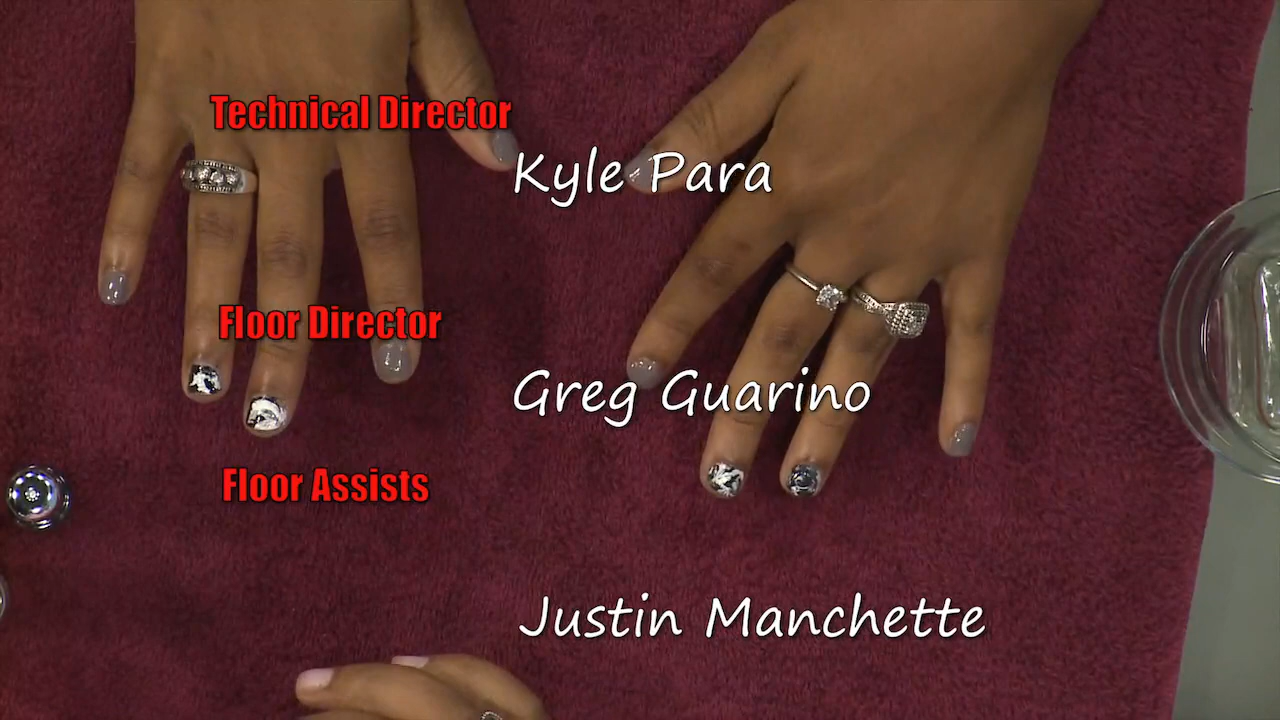 Technical Director
Kyle Para
Floor Director
Greg Guarino
Floor Assists
Justin Manchette